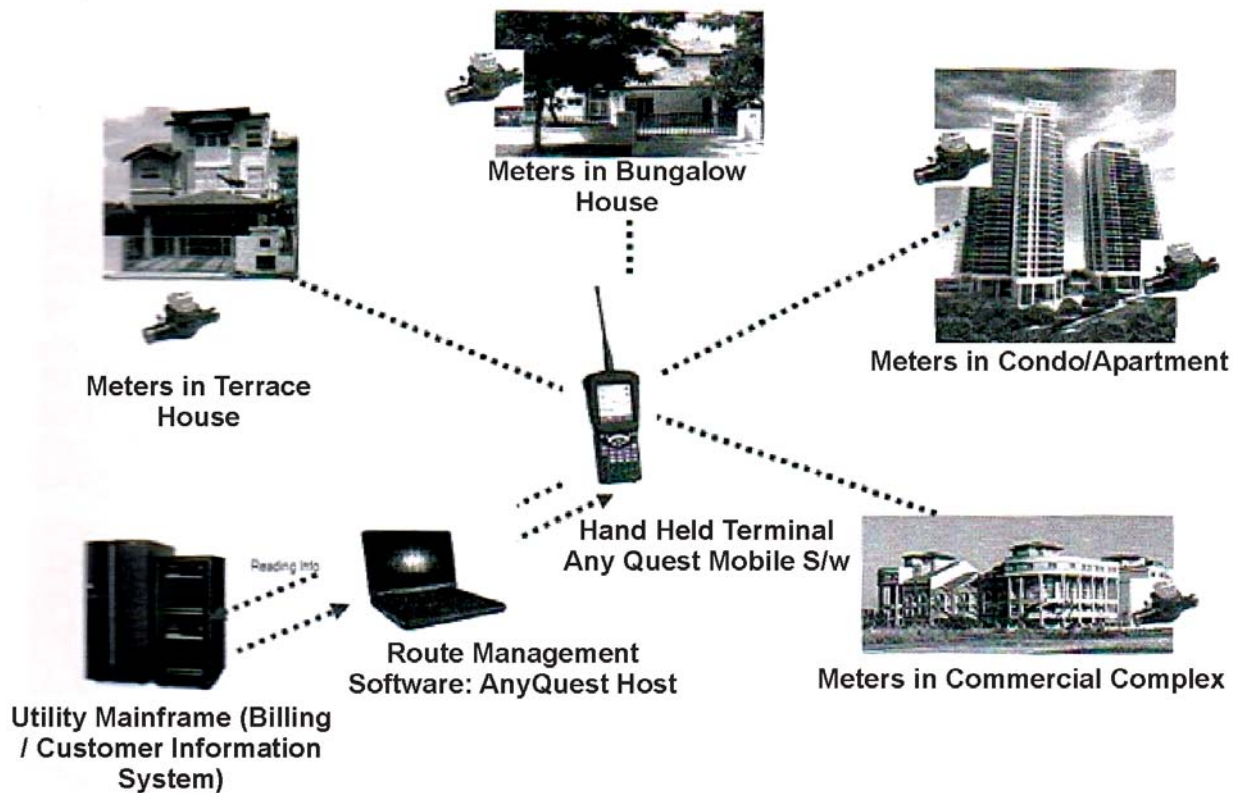 Meters in Bungalow
House
Meters in Condo/Apartment
Meters in Terrace
House
Hand Held Terminal
Any Quest Mobile S/w
Reading Info
Route Management
Software: AnyQuest Host
Meters in Commercial Complex
Utility Mainframe (Billing
/ Customer Information
System)